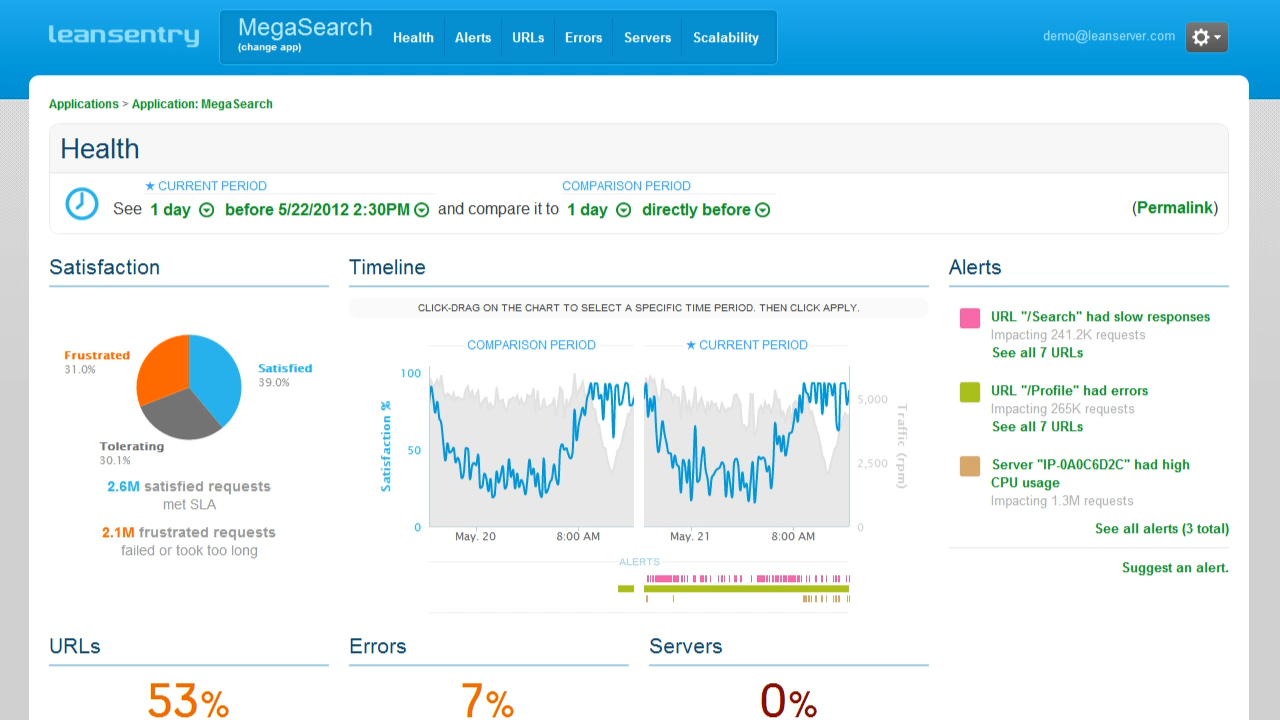 leansentry
MegaSearch
(change app)
Health
Alerts
URLs
Errors
Servers
Scalability
demo@leanserver.com
Applications > Application: MegaSearch
Health
★ CURRENT PERIOD
COMPARISON PERIOD
See 1 day before 5/22/2012 2:30PM and compare it to 1 day directly before
(Permalink)
Satisfaction
Frustrated
31.0%
Satisfied
39.0%
Tolerating
30.1%
2.6M satisfied requests
met SLA
2.1M frustrated requests
failed or took too long
Timeline
CLICK-DRAG ON THE CHART TO SELECT A SPECIFIC TIME PERIOD. THEN CLICK APPLY.
COMPARISON PERIOD
★ CURRENT PERIOD
Satisfaction %
100
50
0
5,000
2,500
0
Traffic (rpm)
May. 20
8:00 AM
May. 21
8:00 AM
ALERTS
Alerts
URL "/Search" had slow responses
Impacting 241.2K requests
See all 7 URLs
URL "/Profile" had errors
Impacting 265K requests
See all 7 URLs
Server "IP-0A0C6D2C" had high
CPU usage
Impacting 1.3M requests
See all alerts (3 total)
Suggest an alert.
URLs
53%
Errors
7%
Servers
0%